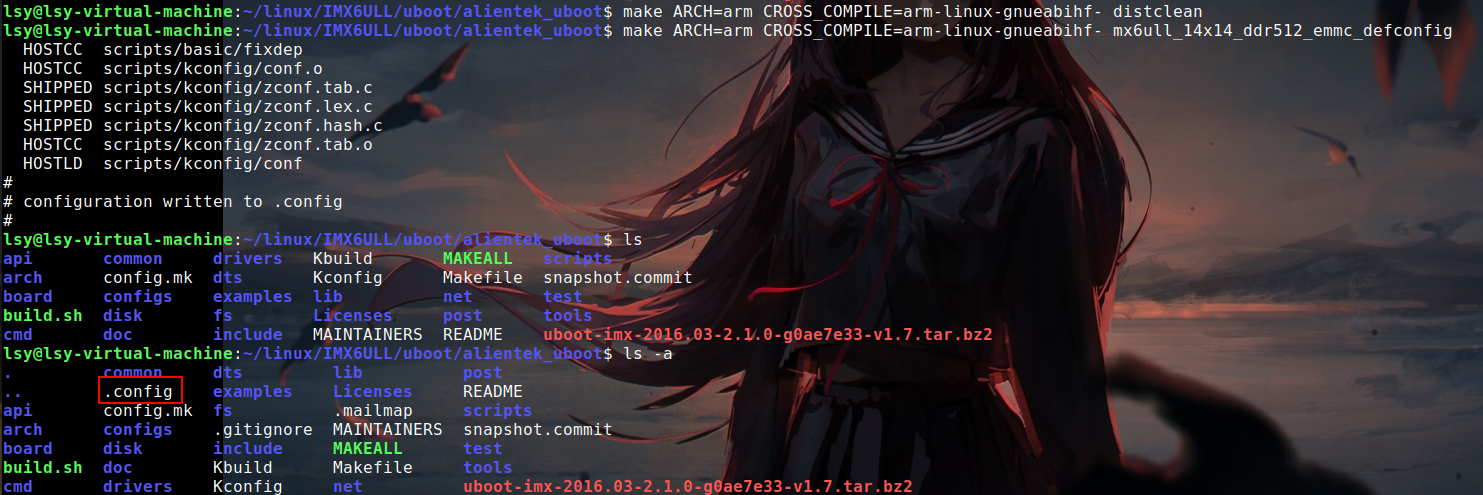 lsy@lsy-virtual-machine:~/linux/IMX6ULL/uboot/alientek_uboot$ make ARCH=arm CROSS_COMPILE=arm-linux-gnueabihf- distclean
lsy@lsy-virtual-machine:~/linux/IMX6ULL/uboot/alientek_uboot$ make ARCH=arm CROSS_COMPILE=arm-linux-gnueabihf- mx6ull_14x14_ddr512_emmc_defconfig
  HOSTCC  scripts/basic/fixdep
  HOSTCC  scripts/kconfig/conf.o
  SHIPPED scripts/kconfig/zconf.tab.c
  SHIPPED scripts/kconfig/zconf.lex.c
  SHIPPED scripts/kconfig/zconf.hash.c
  HOSTCC  scripts/kconfig/zconf.tab.o
  HOSTLD  scripts/kconfig/conf
#
# configuration written to .config
#
lsy@lsy-virtual-machine:~/linux/IMX6ULL/uboot/alientek_uboot$ ls
api       common     drivers   Kbuild       MAKEALL   scripts
arch      config.mk  dts       Kconfig      Makefile  snapshot.commit
board     configs    examples  lib          net       test
build.sh  disk       fs        Licenses     post      tools
cmd       doc        include   MAINTAINERS  README    uboot-imx-2016.03-2.1.0-g0ae7e33-v1.7.tar.bz2
lsy@lsy-virtual-machine:~/linux/IMX6ULL/uboot/alientek_uboot$ ls -a
.         common     dts         lib          post
..        .config    examples    Licenses     README
api       config.mk  fs          .mailmap     scripts
arch      configs    .gitignore  MAINTAINERS  snapshot.commit
board     disk       include     MAKEALL      test
build.sh  doc        Kbuild      Makefile     tools
cmd       drivers    Kconfig     net          uboot-imx-2016.03-2.1.0-g0ae7e33-v1.7.tar.bz2